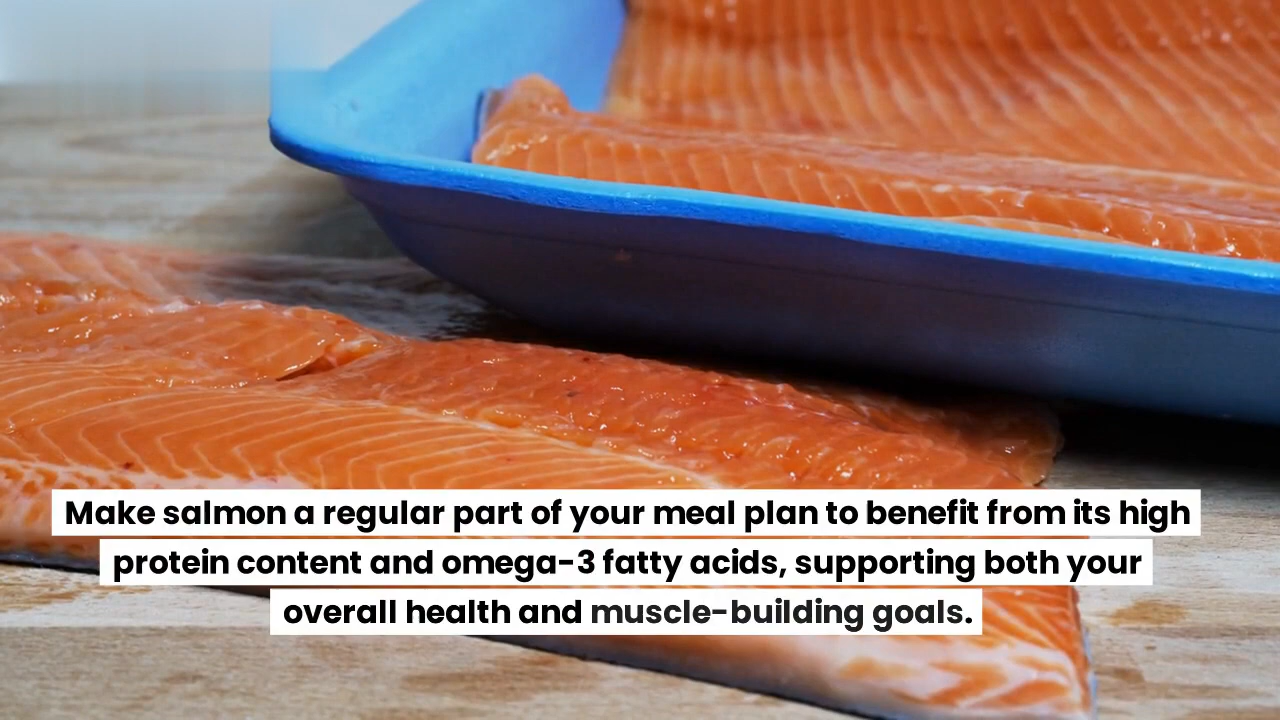 Make salmon a regular part of your meal plan to benefit from its high
protein content and omega-3 fatty acids, supporting both your
overall health and muscle-building goals.